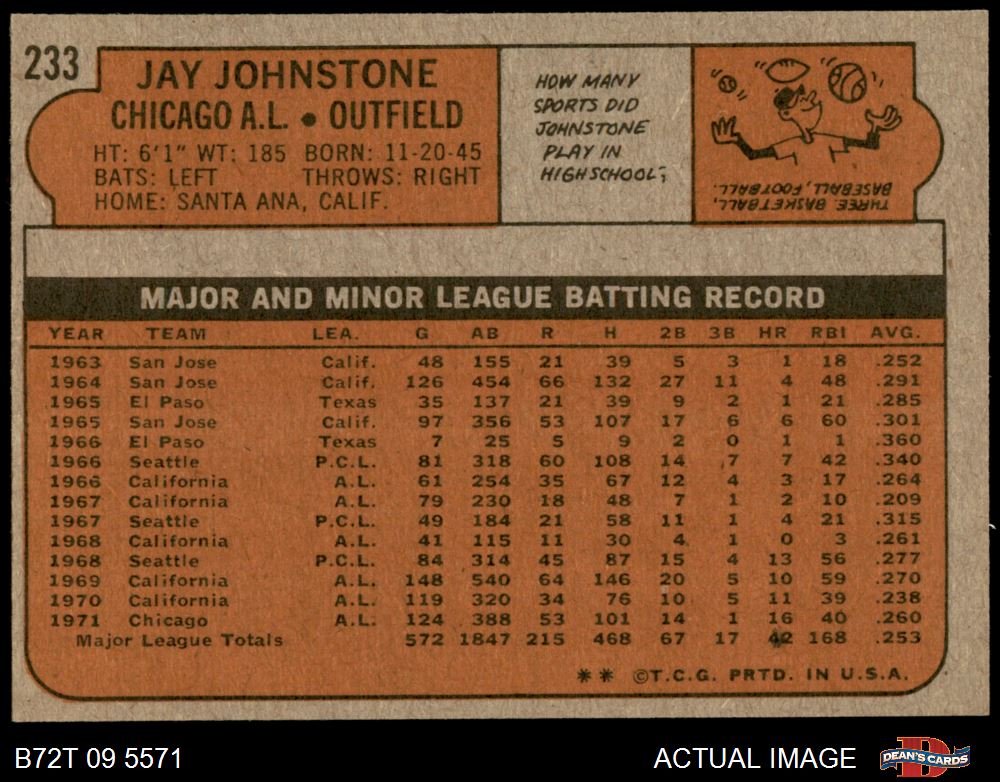 233
JAY JOHNSTONE
CHICAGO A.L. • OUTFIELD
HT: 6'1" WT: 185 BORN: 11-20-45
BATS: LEFT THROWS: RIGHT
HOME: SANTA ANA, CALIF.
HOW MANY
SPORTS DID
JOHNSTONE
PLAY IN
HIGH SCHOOL?
THREE. BASKETBALL,
BASEBALL, FOOTBALL.
MAJOR AND MINOR LEAGUE BATTING RECORD
YEAR TEAM LEA. G AB R H 2B 3B HR RBI AVG.
1963 San Jose Calif. 48 155 21 39 5 3 1 18 .252
1964 San Jose Calif. 126 454 66 132 27 11 4 48 .291
1965 El Paso Texas 35 137 21 39 9 2 1 21 .285
1965 San Jose Calif. 97 356 53 107 17 6 6 60 .301
1966 El Paso Texas 7 25 5 9 2 0 1 1 .360
1966 Seattle P.C.L. 81 318 60 108 14 7 7 42 .340
1966 California A.L. 61 254 35 67 12 4 3 17 .264
1967 California A.L. 79 230 18 48 7 1 2 10 .209
1967 Seattle P.C.L. 49 184 21 58 11 1 4 21 .315
1968 California A.L. 41 115 11 30 4 1 0 3 .261
1968 Seattle P.C.L. 84 314 45 87 15 4 13 56 .277
1969 California A.L. 148 540 64 146 20 5 10 59 .270
1970 California A.L. 119 320 34 76 10 5 11 39 .238
1971 Chicago A.L. 124 388 53 101 14 1 16 40 .260
Major League Totals 572 1847 215 468 67 17 42 168 .253
** ©T.C.G. PRTD. IN U.S.A.
B72T 09 5571
ACTUAL IMAGE
DEAN'S CARDS